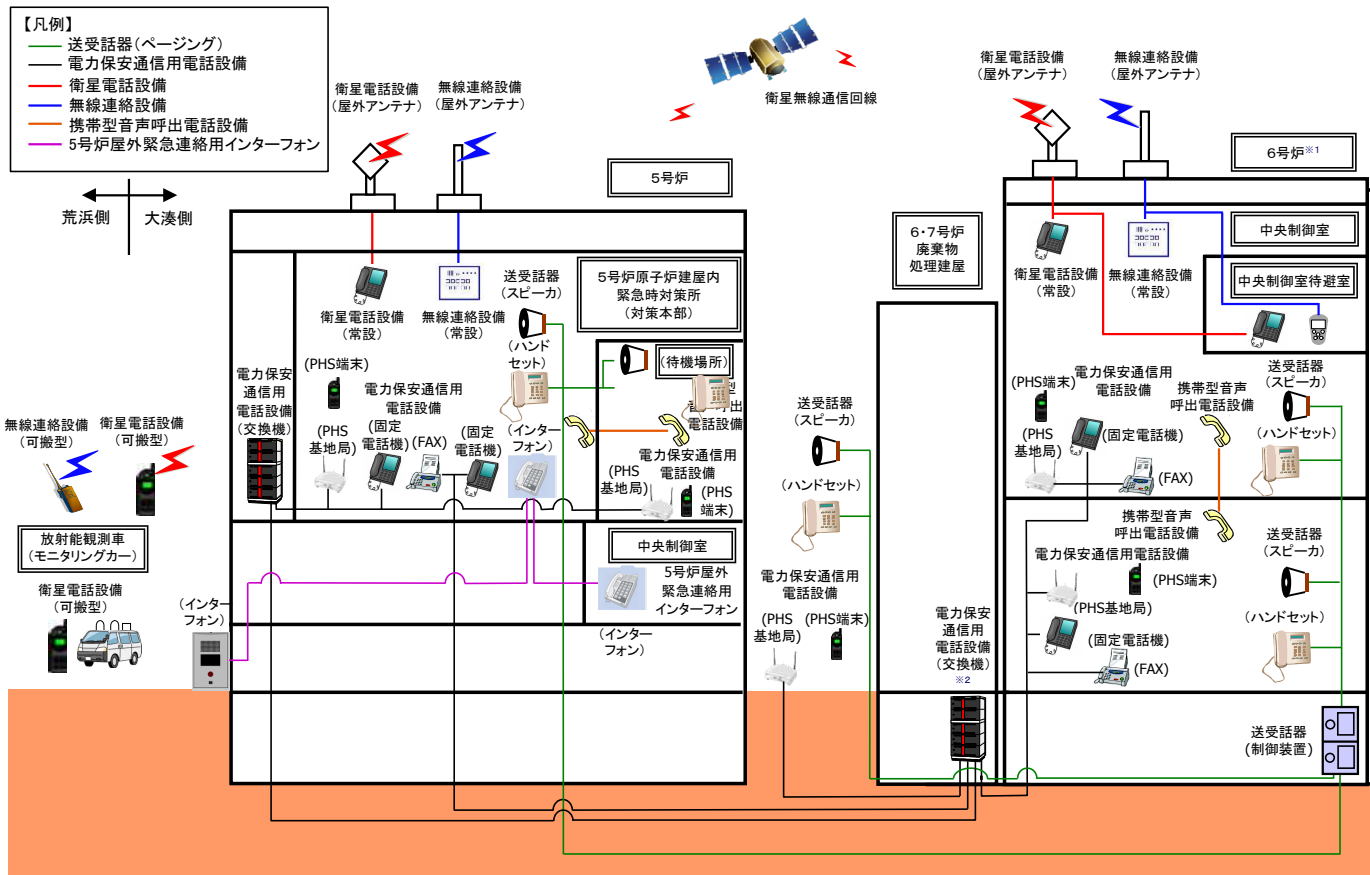 【凡例】
送受話器(ページング)
電力保安通信用電話設備
衛星電話設備
無線連絡設備
携帯型音声呼出電話設備
5号炉屋外緊急連絡用インターフォン
荒浜側
大湊側
衛星電話設備
(屋外アンテナ)
無線連絡設備
(屋外アンテナ)
衛星無線通信回線
5号炉
衛星電話設備
(屋外アンテナ)
無線連絡設備
(屋外アンテナ)
6号炉※1
5号炉原子炉建屋内
緊急時対策所
(対策本部)
衛星電話設備
(常設)
無線連絡設備
(常設)
送受話器
(スピーカ)
(ハンド
セット)
(待機場所)
電話設備
電力保安
通信用
電話設備
(交換機)
(PHS端末)
(PHS
基地局)
電力保安通信用
電話設備
(固定
電話機)
(FAX)
(固定
電話機)
(インター
フォン)
電力保安通信用
電話設備
(PHS
基地局)
(PHS
端末)
中央制御室
5号炉屋外
緊急連絡用
インターフォン
(インター
フォン)
無線連絡設備
(可搬型)
衛星電話設備
(可搬型)
放射能観測車
(モニタリングカー)
衛星電話設備
(可搬型)
(インター
フォン)
6・7号炉
廃棄物
処理建屋
送受話器
(スピーカ)
(ハンドセット)
電力保安通信用
電話設備
(PHS
基地局)
(PHS端末)
電力保安
通信用
電話設備
(交換機)
※2
中央制御室
衛星電話設備
(常設)
無線連絡設備
(常設)
中央制御室待避室
(PHS端末)
電力保安通信用
電話設備
(PHS
基地局)
(固定電話機)
(FAX)
携帯型音声
呼出電話設備
送受話器
(スピーカ)
(ハンドセット)
携帯型音声
呼出電話設備
電力保安通信用電話設備
(PHS端末)
(PHS基地局)
(固定電話機)
(FAX)
送受話器
(スピーカ)
(ハンドセット)
送受話器
(制御装置)